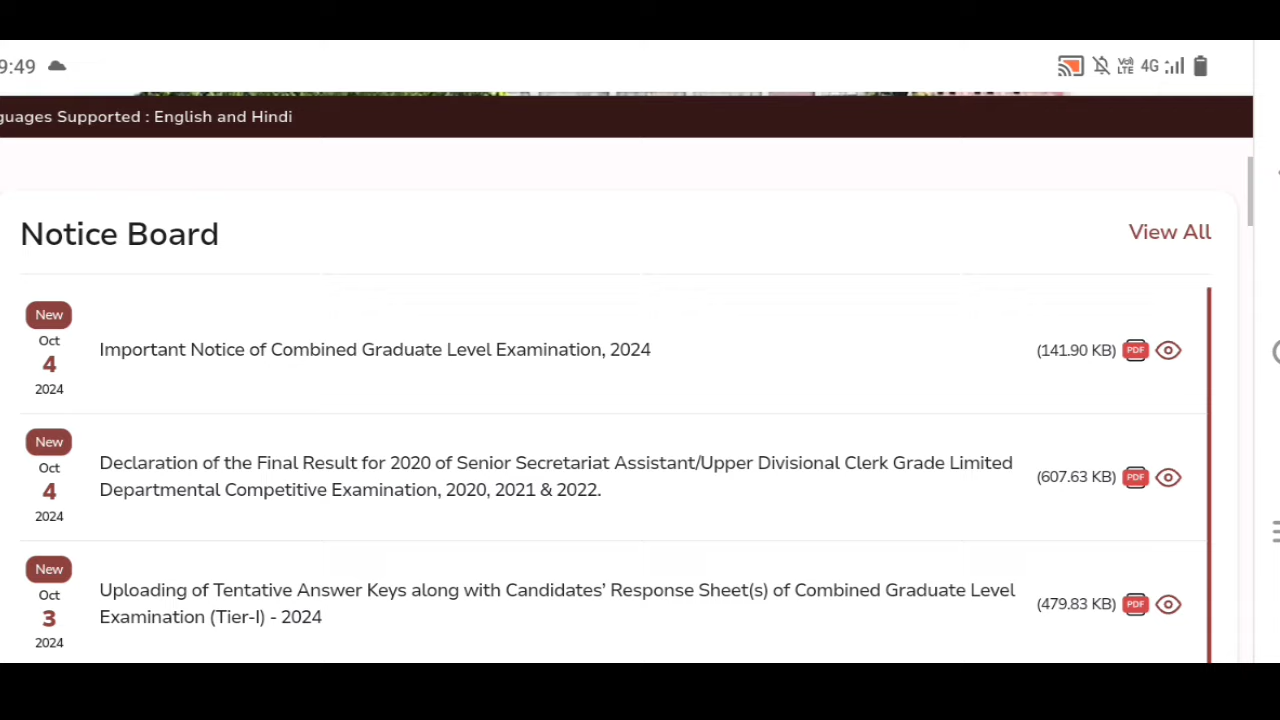 9:49
Vo)
LTE
4G
guages Supported : English and Hindi
Notice Board
View All
New
Oct
4
2024
Important Notice of Combined Graduate Level Examination, 2024
(141.90 KB)
PDF
New
Oct
4
2024
Declaration of the Final Result for 2020 of Senior Secretariat Assistant/Upper Divisional Clerk Grade Limited
Departmental Competitive Examination, 2020, 2021 & 2022.
(607.63 KB)
PDF
New
Oct
3
2024
Uploading of Tentative Answer Keys along with Candidates’ Response Sheet(s) of Combined Graduate Level
Examination (Tier-I) - 2024
(479.83 KB)
PDF